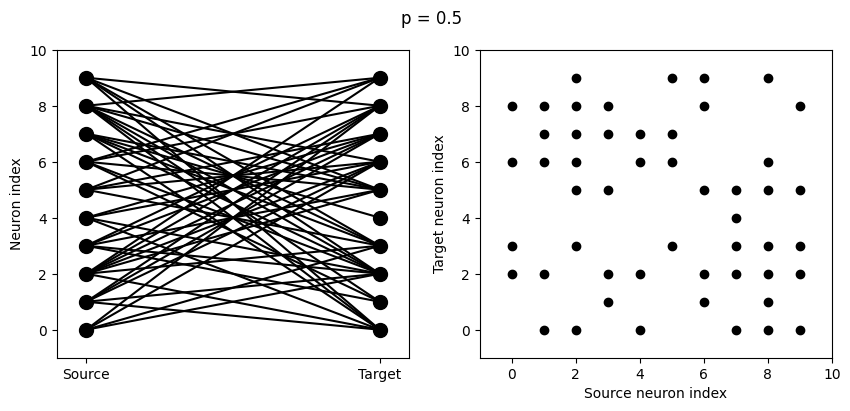 p = 0.5
Neuron index
10
8
6
4
2
0
Source Target
Target neuron index
10
8
6
4
2
0
0 2 4 6 8 10
Source neuron index